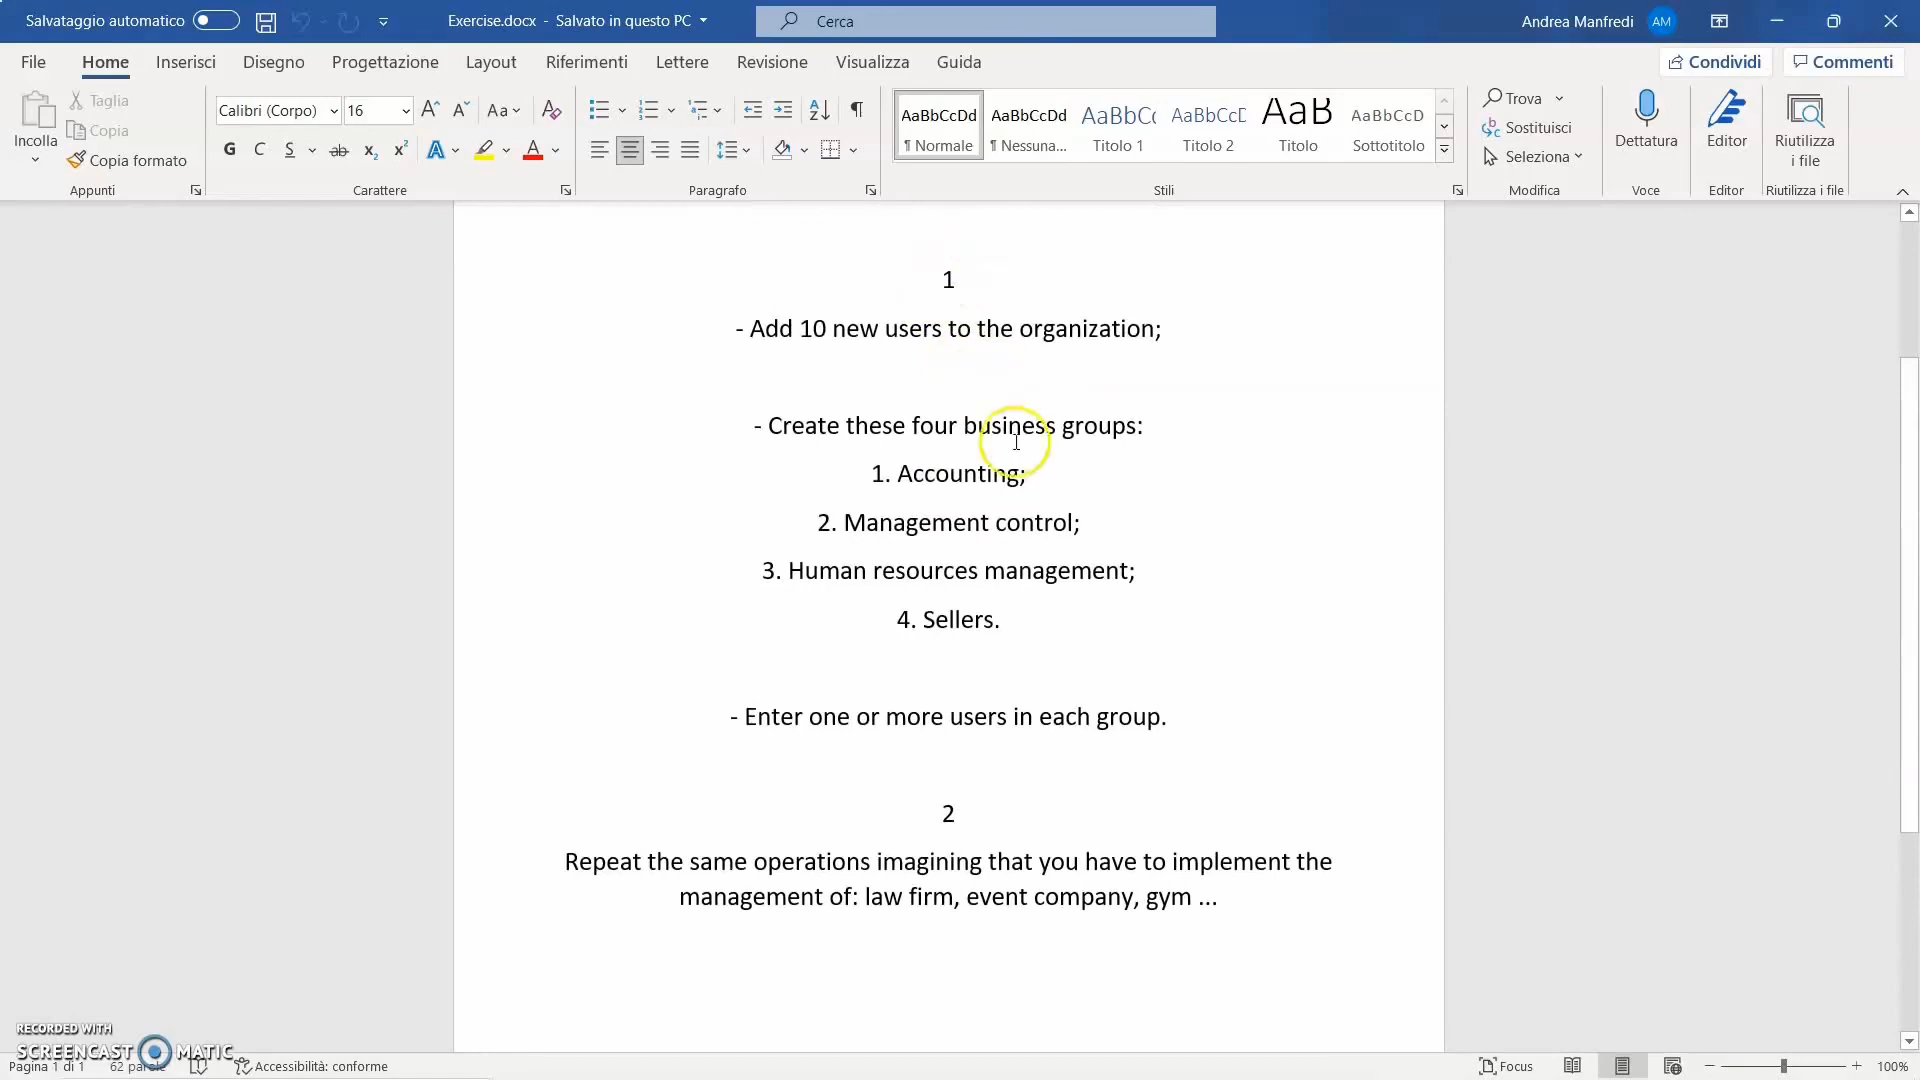 Salvataggio automatico
Exercise.docx - Salvato in questo PC
Cerca
Andrea Manfredi
AM
File Home Inserisci Disegno Progettazione Layout Riferimenti Lettere Revisione Visualizza Guida
Condividi
Commenti
Incolla
Taglia
Copia
Copia formato
Appunti
Calibri (Corpo) 16
G C S ab x₂ x²
Carattere
Paragrafo
AaBbCcDd AaBbCcDd AaBbC AaBbCcD AaB AaBbCcD
¶ Normale ¶ Nessuna... Titolo 1 Titolo 2 Titolo Sottotitolo
Stili
Trova
Sostituisci
Seleziona
Modifica
Dettatura
Voce
Editor
Editor
Riutilizza
i file
Riutilizza i file
1
- Add 10 new users to the organization;
- Create these four business groups:
1. Accounting;
2. Management control;
3. Human resources management;
4. Sellers.
- Enter one or more users in each group.
2
Repeat the same operations imagining that you have to implement the
management of: law firm, event company, gym ...
RECORDED WITH
SCREENCAST MATIC
Pagina 1 di 1
62 parole
Accessibilità: conforme
Focus
100%